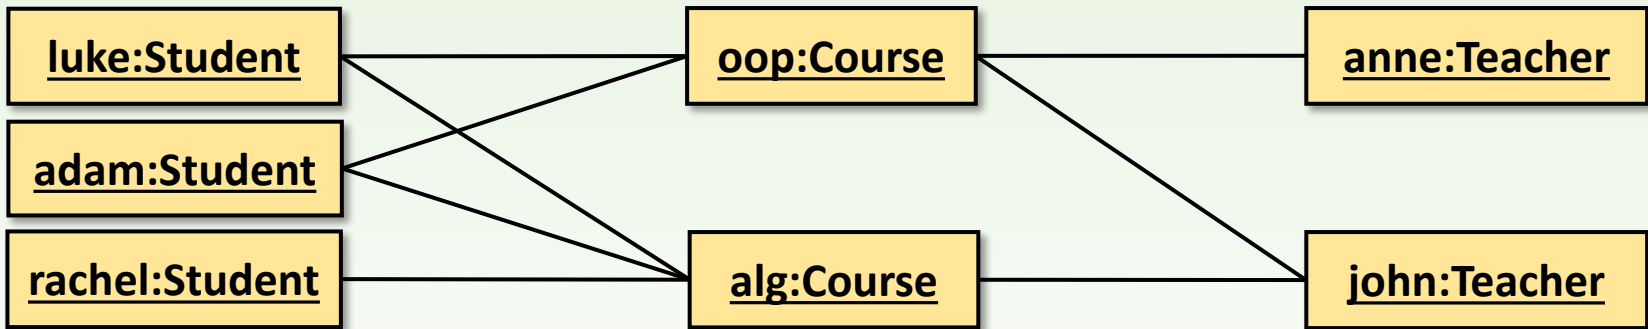 luke:Student
oop:Course
anne:Teacher
adam:Student
rachel:Student
alg:Course
john:Teacher